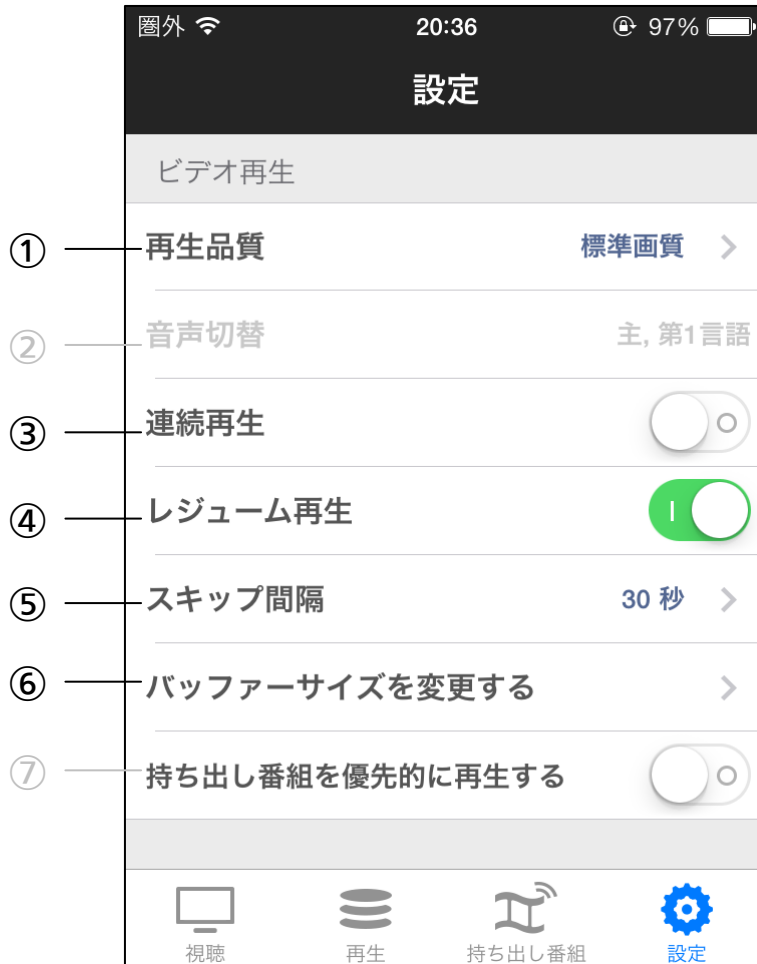 圏外 20:36 97%
設定
ビデオ再生
① 再生品質 標準画質
② 音声切替 主, 第1言語
③ 連続再生
④ レジューム再生
⑤ スキップ間隔 30 秒
⑥ バッファーサイズを変更する
⑦ 持ち出し番組を優先的に再生する
視聴 再生 持ち出し番組 設定